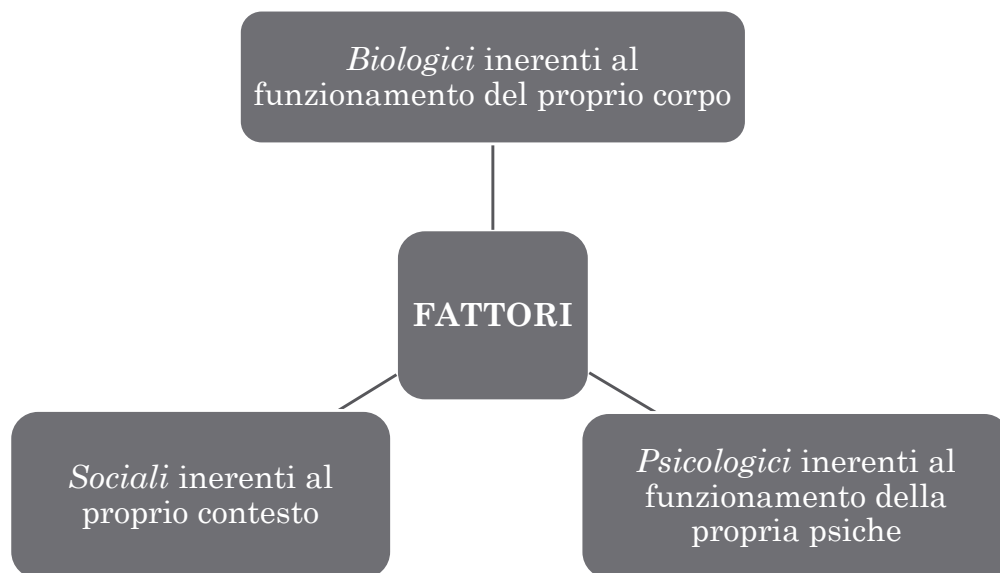 Biologici inerenti al
funzionamento del proprio corpo
FATTORI
Sociali inerenti al
proprio contesto
Psicologici inerenti al
funzionamento della
propria psiche